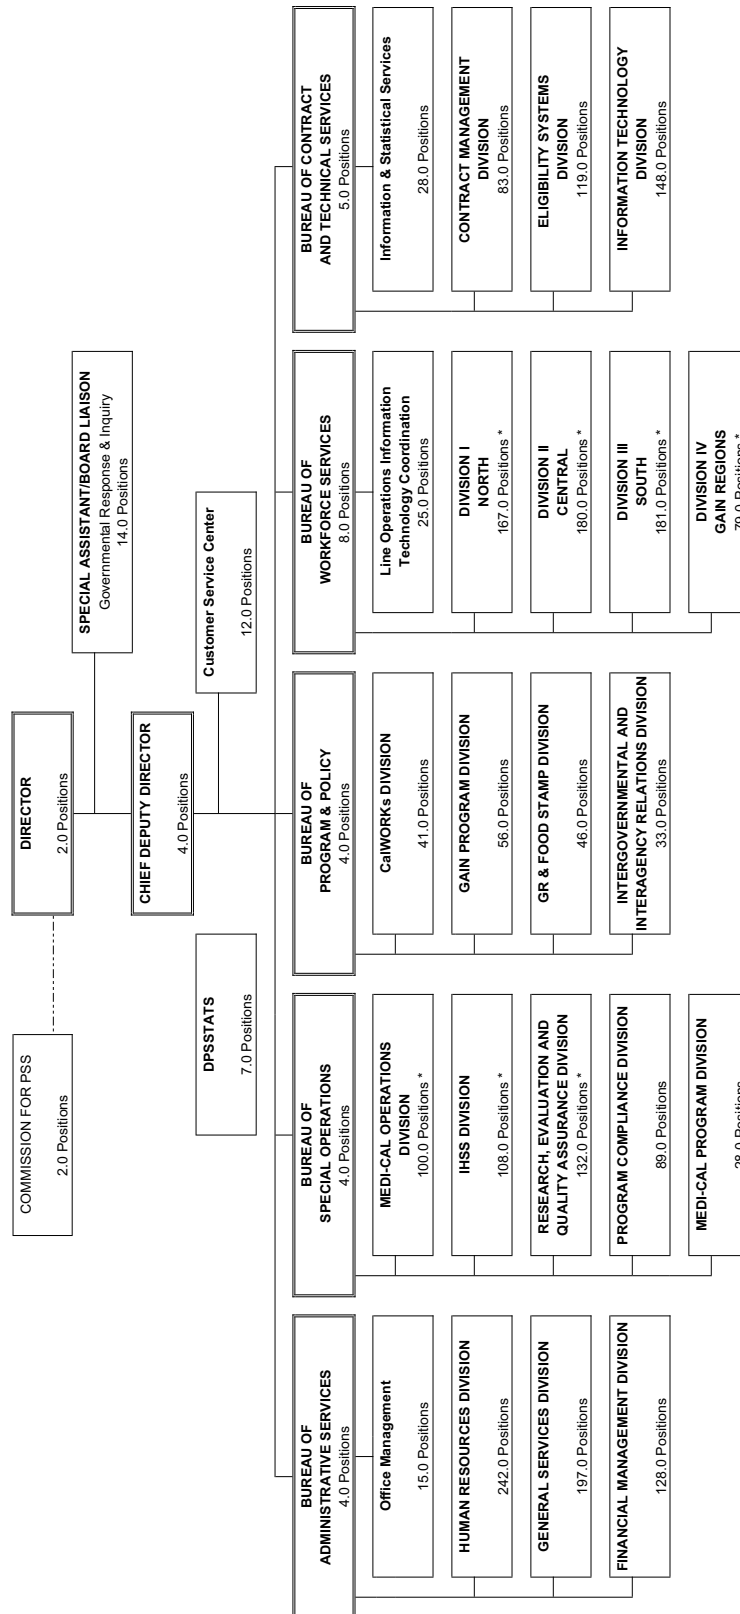 COMMISSION FOR PSS
2.0 Positions
DIRECTOR
2.0 Positions
SPECIAL ASSISTANT/BOARD LIAISON
Governmental Response & Inquiry
14.0 Positions
CHIEF DEPUTY DIRECTOR
4.0 Positions
DPSSTATS
7.0 Positions
Customer Service Center
12.0 Positions
BUREAU OF
ADMINISTRATIVE SERVICES
4.0 Positions
Office Management
15.0 Positions
HUMAN RESOURCES DIVISION
242.0 Positions
GENERAL SERVICES DIVISION
197.0 Positions
FINANCIAL MANAGEMENT DIVISION
128.0 Positions
BUREAU OF
SPECIAL OPERATIONS
4.0 Positions
MEDI-CAL OPERATIONS
DIVISION
100.0 Positions *
IHSS DIVISION
108.0 Positions *
RESEARCH, EVALUATION AND
QUALITY ASSURANCE DIVISION
132.0 Positions *
PROGRAM COMPLIANCE DIVISION
89.0 Positions
MEDI-CAL PROGRAM DIVISION
28.0 Positions
BUREAU OF
PROGRAM & POLICY
4.0 Positions
CalWORKs DIVISION
41.0 Positions
GAIN PROGRAM DIVISION
56.0 Positions
GR & FOOD STAMP DIVISION
46.0 Positions
INTERGOVERNMENTAL AND
INTERAGENCY RELATIONS DIVISION
33.0 Positions
BUREAU OF
WORKFORCE SERVICES
8.0 Positions
Line Operations Information
Technology Coordination
25.0 Positions
DIVISION I
NORTH
167.0 Positions *
DIVISION II
CENTRAL
180.0 Positions *
DIVISION III
SOUTH
181.0 Positions *
DIVISION IV
GAIN REGIONS
79.0 Positions *
BUREAU OF CONTRACT
AND TECHNICAL SERVICES
5.0 Positions
Information & Statistical Services
28.0 Positions
CONTRACT MANAGEMENT
DIVISION
83.0 Positions
ELIGIBILITY SYSTEMS
DIVISION
119.0 Positions
INFORMATION TECHNOLOGY
DIVISION
148.0 Positions